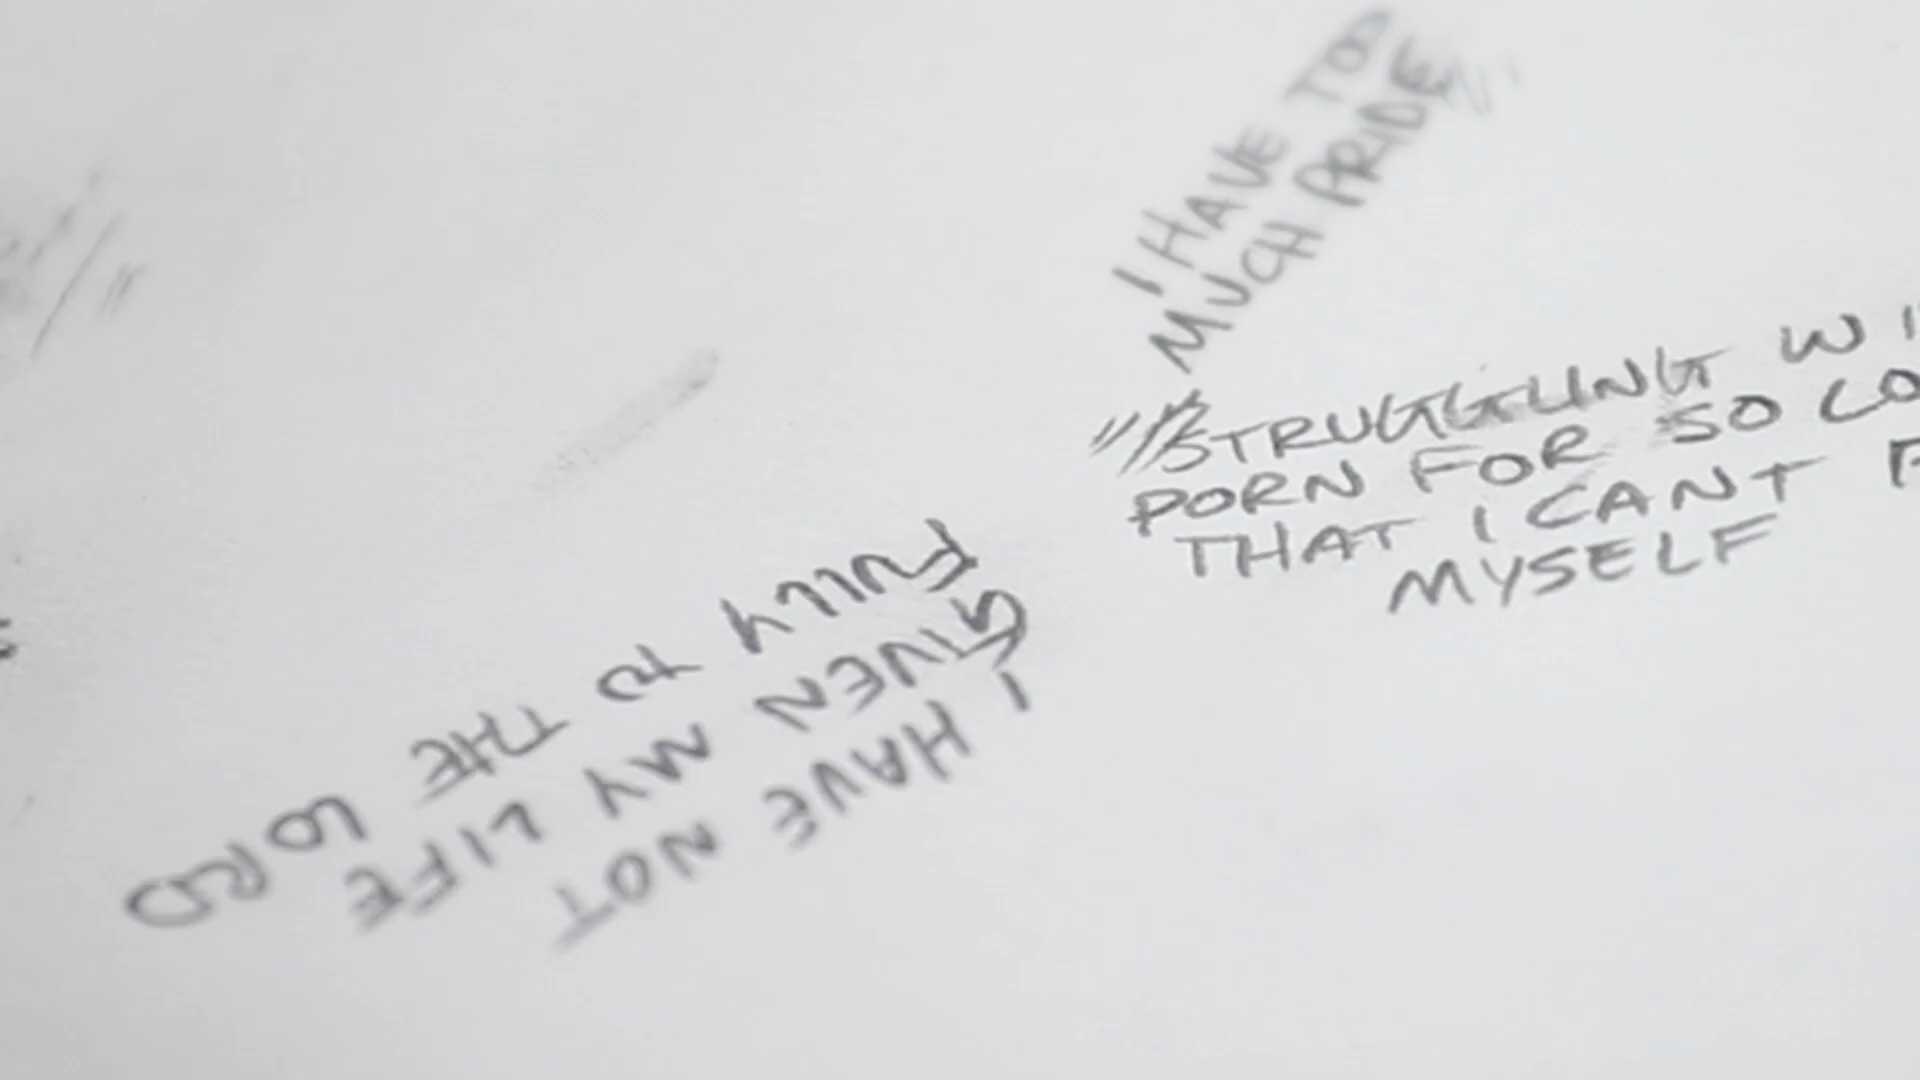 I HAVE TOO
MUCH PRIDE
STRUGGLING
PORN FOR SO
THAT I CANT
MYSELF
I HAVE NOT
GIVEN MY LIFE
FULLY TO THE LORD